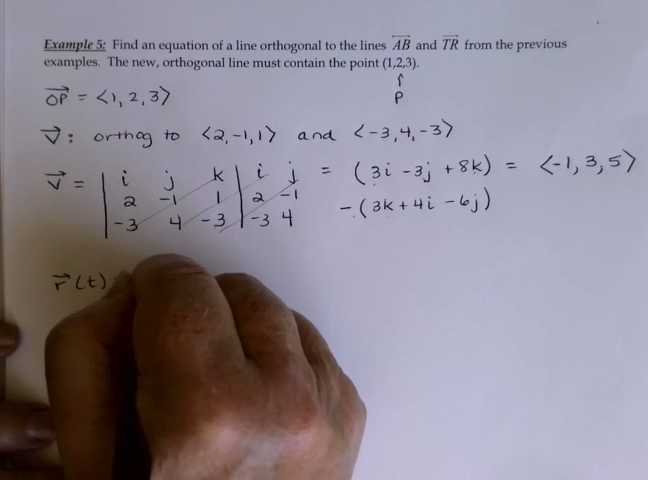 Example 5: Find an equation of a line orthogonal to the lines AB and TR from the previous
examples. The new, orthogonal line must contain the point (1,2,3).
↑
P
OP = <1, 2, 3>
V: orthog to <2,-1,1> and <-3,4,-3>
V = | i j k | i j = (3i -3j +8k) = <-1, 3, 5>
2 -1 1 | 2 -1 -(3k + 4i - 6j)
-3 4 -3 | -3 4
r(t)